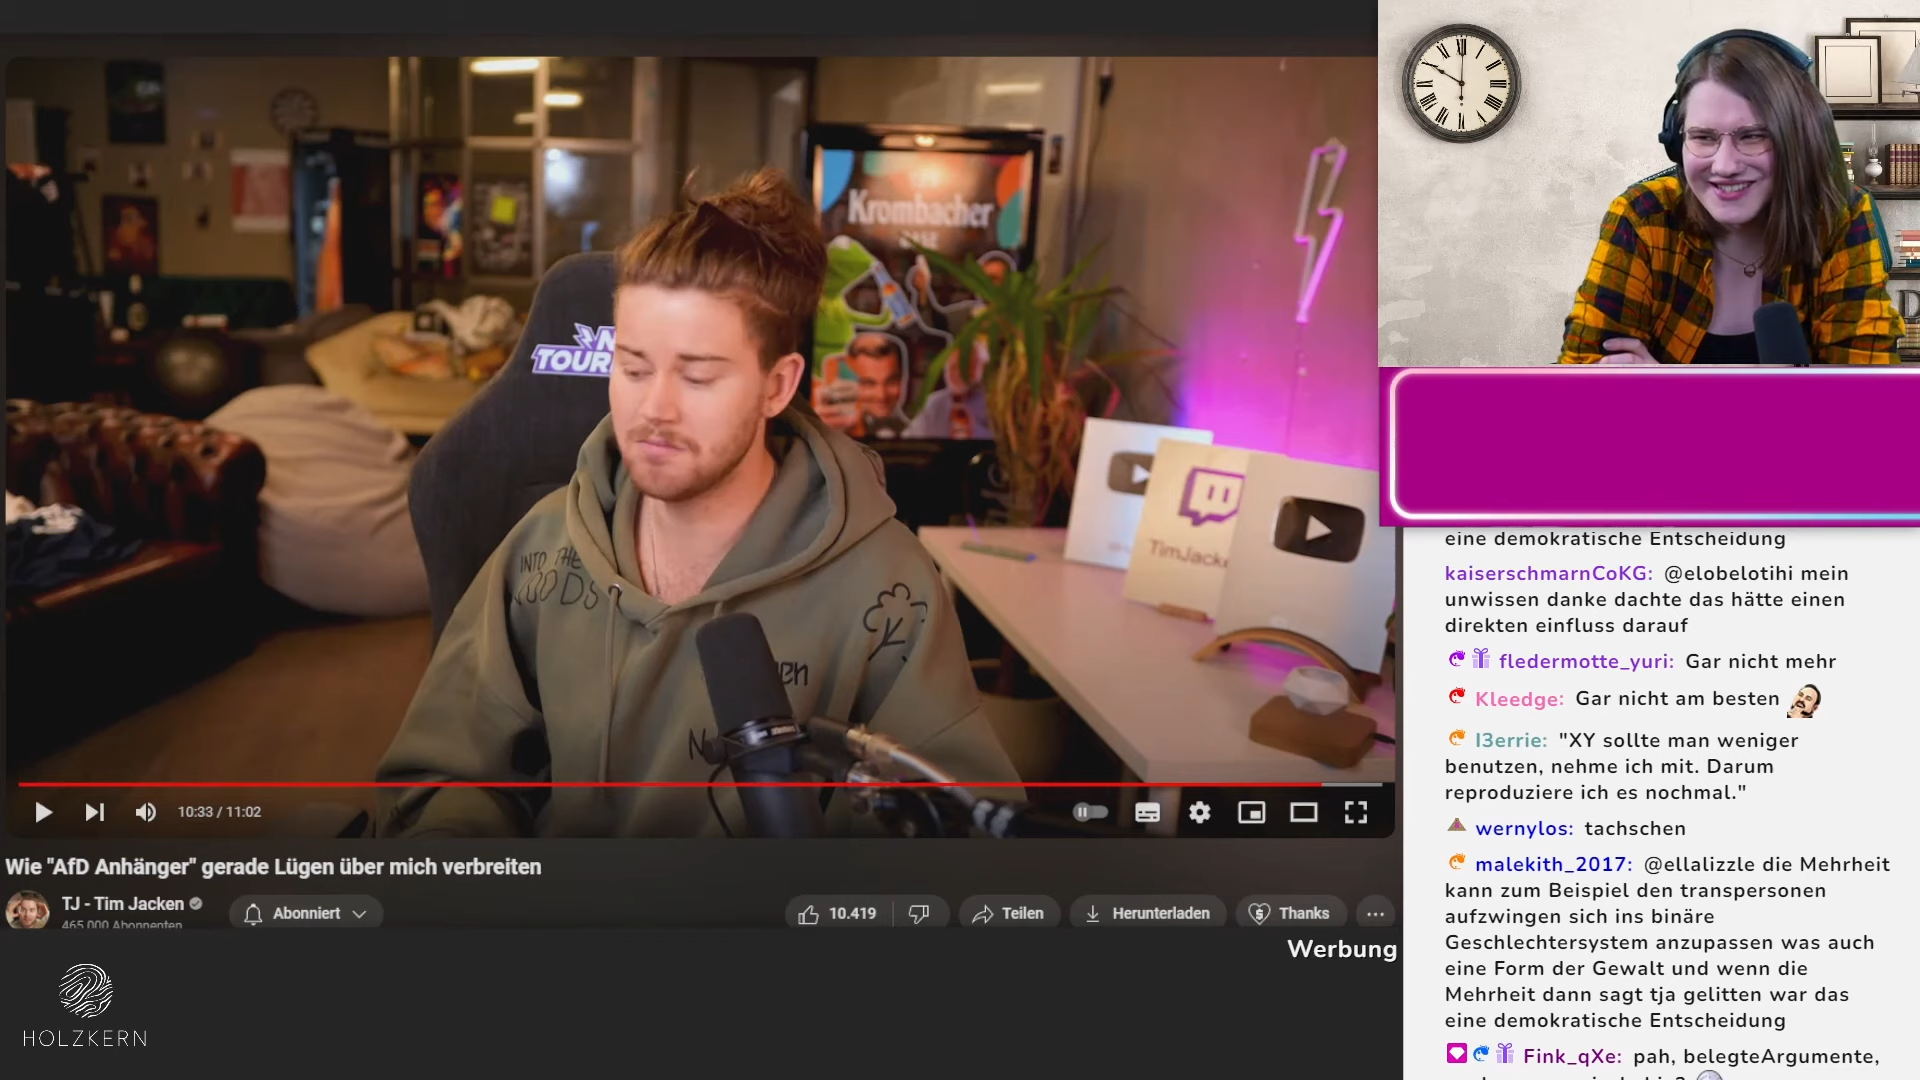 Krombacher
TOUR
INTO THE
TimJacke
10:33 / 11:02
Wie "AfD Anhänger" gerade Lügen über mich verbreiten
TJ - Tim Jacken
465.000 Abonnenten
Abonniert
10.419
Teilen
Herunterladen
Thanks
Werbung
HOLZKERN
eine demokratische Entscheidung
kaiserschmarnCoKG: @elobelotihi mein
unwissen danke dachte das hätte einen
direkten einfluss darauf
fledermotte_yuri: Gar nicht mehr
Kleedge: Gar nicht am besten
l3errie: "XY sollte man weniger
benutzen, nehme ich mit. Darum
reproduziere ich es nochmal."
wernylos: tachschen
malekith_2017: @ellalizzle die Mehrheit
kann zum Beispiel den transpersonen
aufzwingen sich ins binäre
Geschlechtersystem anzupassen was auch
eine Form der Gewalt und wenn die
Mehrheit dann sagt tja gelitten war das
eine demokratische Entscheidung
Fink_qXe: pah, belegteArgumente,